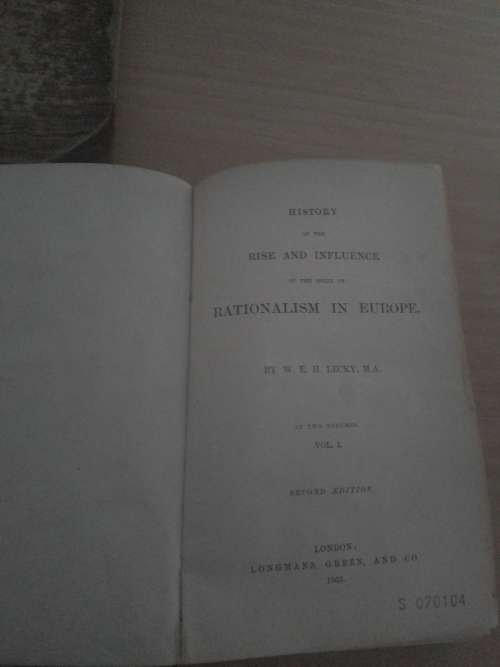 HISTORY
OF THE
RISE AND INFLUENCE
OF THE SPIRIT OF
RATIONALISM IN EUROPE.
BY W. E. H. LECKY, M.A.
IN TWO VOLUMES
VOL. I.
SECOND EDITION
LONDON:
LONGMANS, GREEN, AND CO.
1865.
S 070104